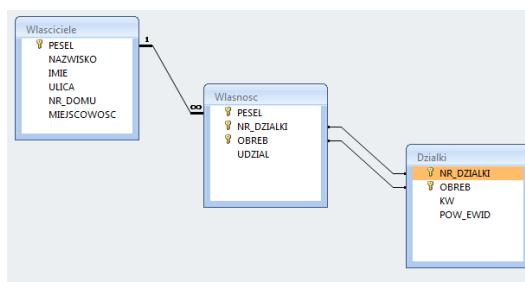 Wlasciciele
PESEL
NAZWISKO
IMIE
ULICA
NR_DOMU
MIEJSCOWOSC
1
∞
Wlasnosc
PESEL
NR_DZIALKI
OBREB
UDZIAL
Dzialki
NR_DZIALKI
OBREB
KW
POW_EWID